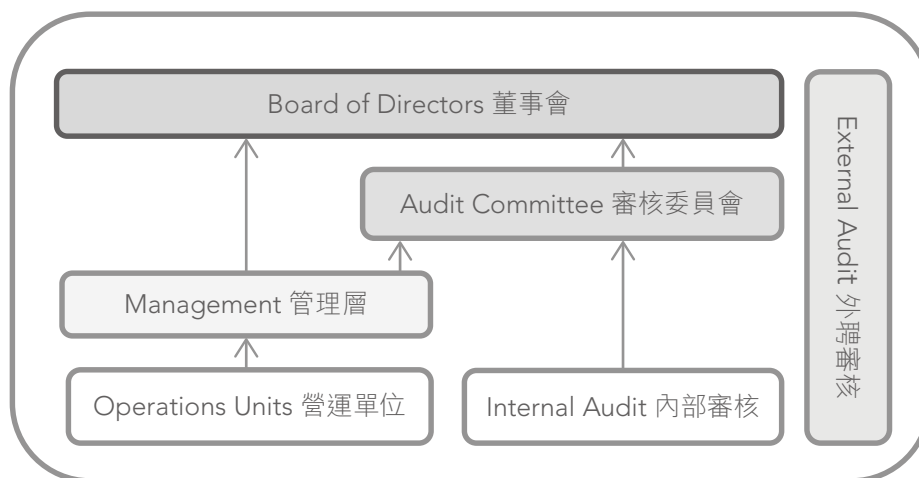 Board of Directors 董事會
Audit Committee 審核委員會
Management 管理層
Operations Units 營運單位
Internal Audit 內部審核
External Audit 外聘審核